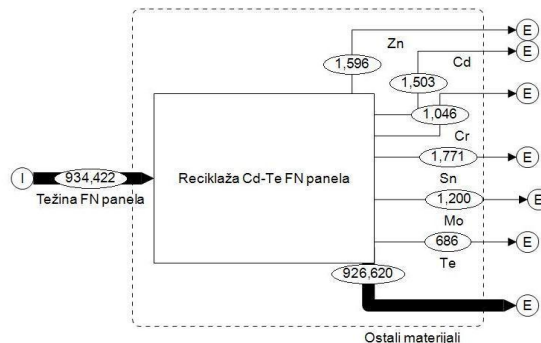 Zn
E
1,596
Cd
E
1,503
E
1,046
Cr
I
934,422
Težina FN panela
Reciklaža Cd-Te FN panela
1,771
E
Sn
1,200
E
Mo
686
E
Te
926,620
E
Ostali materijali